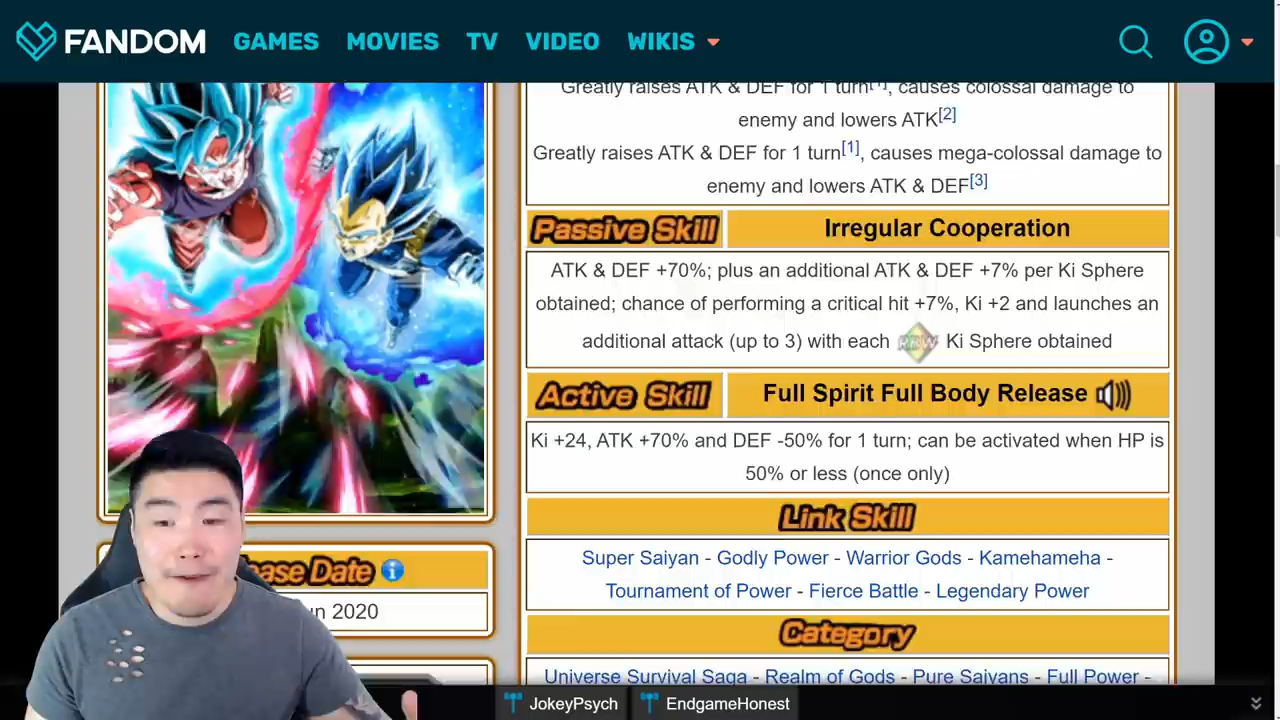 FANDOM GAMES MOVIES TV VIDEO WIKIS
Greatly raises ATK & DEF for 1 turn[1], causes colossal damage to
enemy and lowers ATK[2]
Greatly raises ATK & DEF for 1 turn[1], causes mega-colossal damage to
enemy and lowers ATK & DEF[3]
Passive Skill
Irregular Cooperation
ATK & DEF +70%; plus an additional ATK & DEF +7% per Ki Sphere
obtained; chance of performing a critical hit +7%, Ki +2 and launches an
additional attack (up to 3) with each RBW Ki Sphere obtained
Active Skill
Full Spirit Full Body Release
Ki +24, ATK +70% and DEF -50% for 1 turn; can be activated when HP is
50% or less (once only)
Link Skill
Super Saiyan - Godly Power - Warrior Gods - Kamehameha -
Tournament of Power - Fierce Battle - Legendary Power
Category
Universe Survival Saga - Realm of Gods - Pure Saiyans - Full Power -
Date
2020
JokeyPsych
EndgameHonest